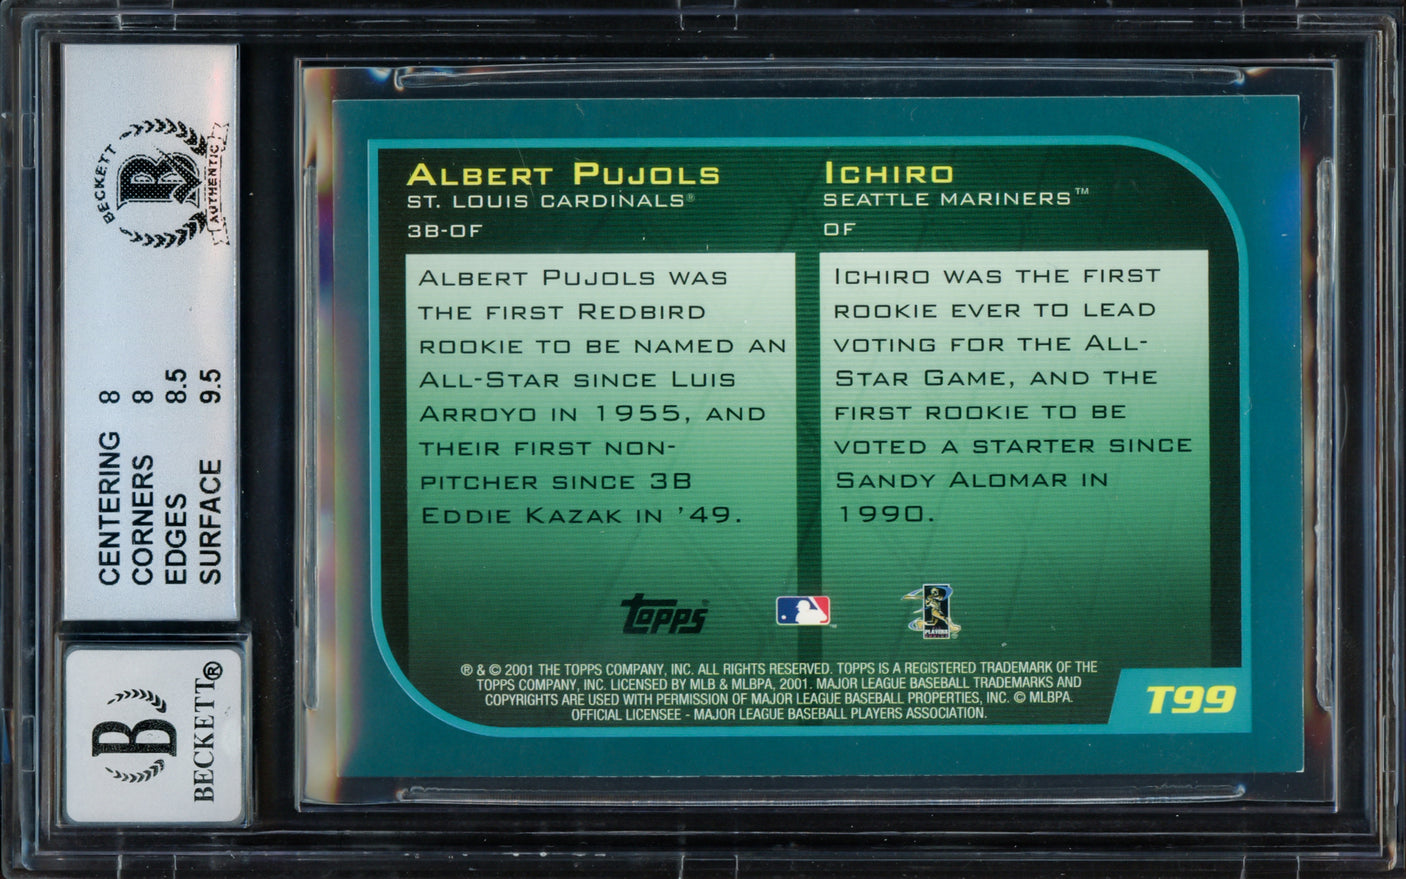 BECKETT
B
AUTHENTIC
CENTERING 8
CORNERS 8
EDGES 8.5
SURFACE 9.5
B
BECKETT®
ALBERT PUJOLS
ST. LOUIS CARDINALS®
3B-OF
ALBERT PUJOLS WAS
THE FIRST REDBIRD
ROOKIE TO BE NAMED AN
ALL-STAR SINCE LUIS
ARROYO IN 1955, AND
THEIR FIRST NON-
PITCHER SINCE 3B
EDDIE KAZAK IN '49.
ICHIRO
SEATTLE MARINERS™
OF
ICHIRO WAS THE FIRST
ROOKIE EVER TO LEAD
VOTING FOR THE ALL-
STAR GAME, AND THE
FIRST ROOKIE TO BE
VOTED A STARTER SINCE
SANDY ALOMAR IN
1990.
topps
PLAYERS
® & © 2001 THE TOPPS COMPANY, INC. ALL RIGHTS RESERVED. TOPPS IS A REGISTERED TRADEMARK OF THE
TOPPS COMPANY, INC. LICENSED BY MLB & MLBPA, 2001. MAJOR LEAGUE BASEBALL TRADEMARKS AND
COPYRIGHTS ARE USED WITH PERMISSION OF MAJOR LEAGUE BASEBALL PROPERTIES, INC. © MLBPA.
OFFICIAL LICENSEE - MAJOR LEAGUE BASEBALL PLAYERS ASSOCIATION.
T99